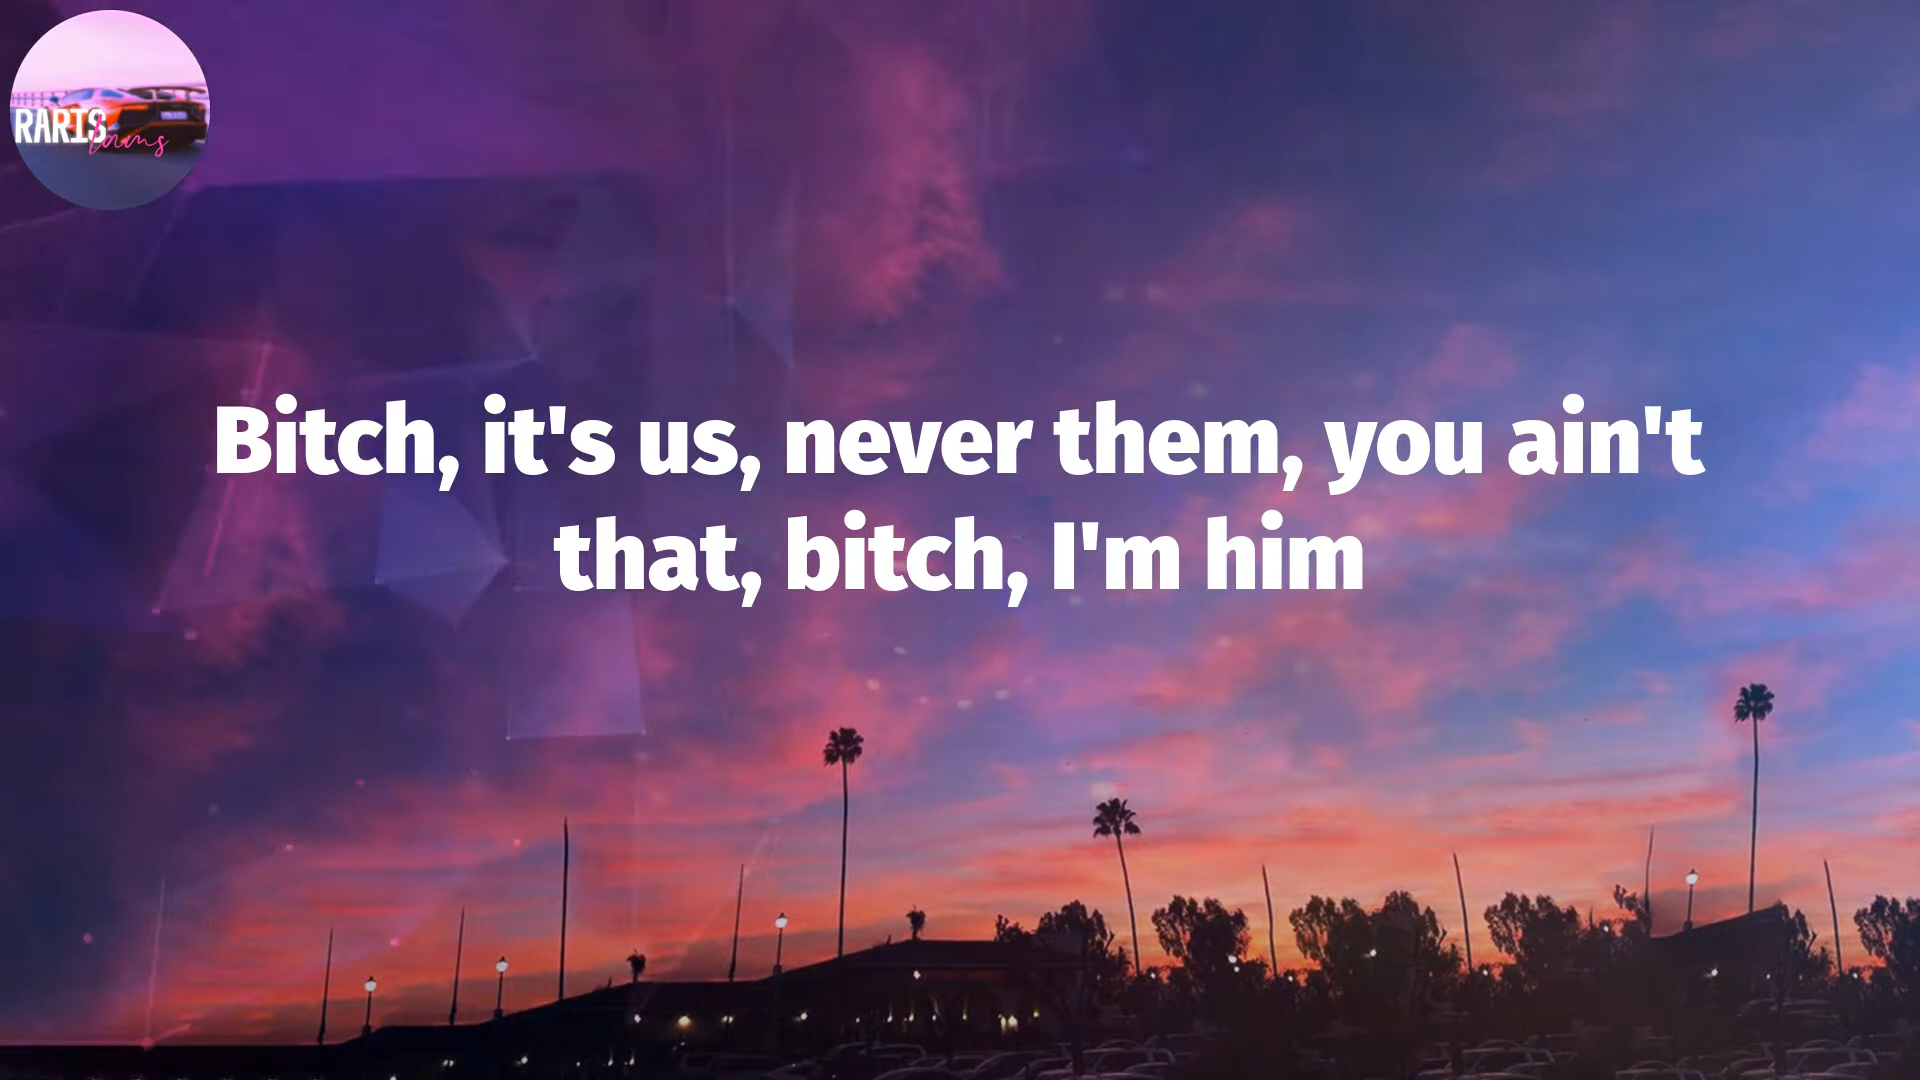 RARIS
Bitch, it's us, never them, you ain't
that, bitch, I'm him